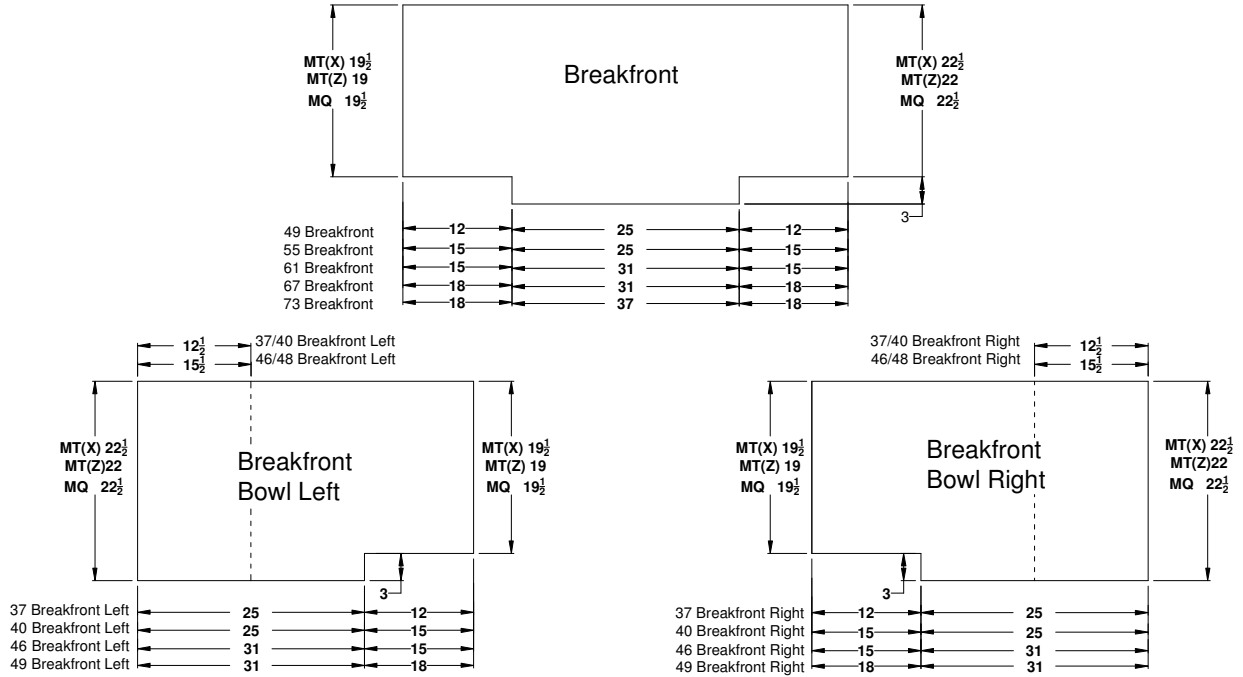 MT(X) 19½
MT(Z) 19
MQ 19½
Breakfront
MT(X) 22½
MT(Z)22
MQ 22½
3
49 Breakfront 12 25 12
55 Breakfront 15 25 15
61 Breakfront 15 31 15
67 Breakfront 18 31 18
73 Breakfront 18 37 18
12½ 37/40 Breakfront Left
15½ 46/48 Breakfront Left
MT(X) 22½
MT(Z)22
MQ 22½
Breakfront
Bowl Left
MT(X) 19½
MT(Z) 19
MQ 19½
3
37 Breakfront Left 25 12
40 Breakfront Left 25 15
46 Breakfront Left 31 15
49 Breakfront Left 31 18
37/40 Breakfront Right 12½
46/48 Breakfront Right 15½
MT(X) 19½
MT(Z) 19
MQ 19½
Breakfront
Bowl Right
MT(X) 22½
MT(Z)22
MQ 22½
3
37 Breakfront Right 12 25
40 Breakfront Right 15 25
46 Breakfront Right 15 31
49 Breakfront Right 18 31